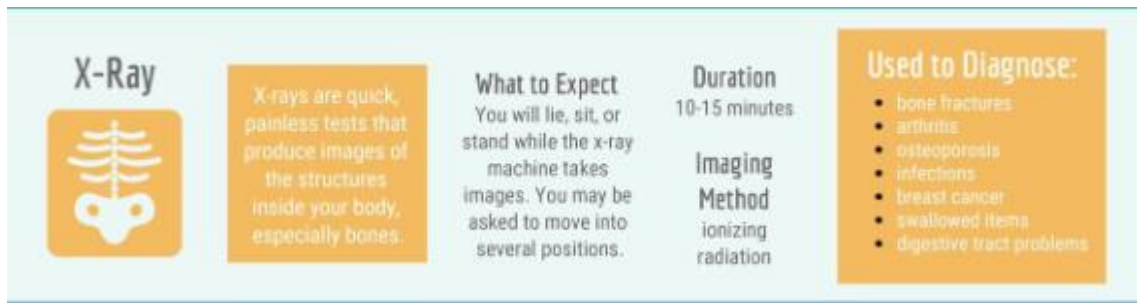 X-Ray
X-rays are quick,
painless tests that
produce images of
the structures
inside your body,
especially bones.
What to Expect
You will lie, sit, or
stand while the x-ray
machine takes
images. You may be
asked to move into
several positions.
Duration
10-15 minutes
Imaging
Method
ionizing
radiation
Used to Diagnose:
• bone fractures
• arthritis
• osteoporosis
• infections
• breast cancer
• swallowed items
• digestive tract problems